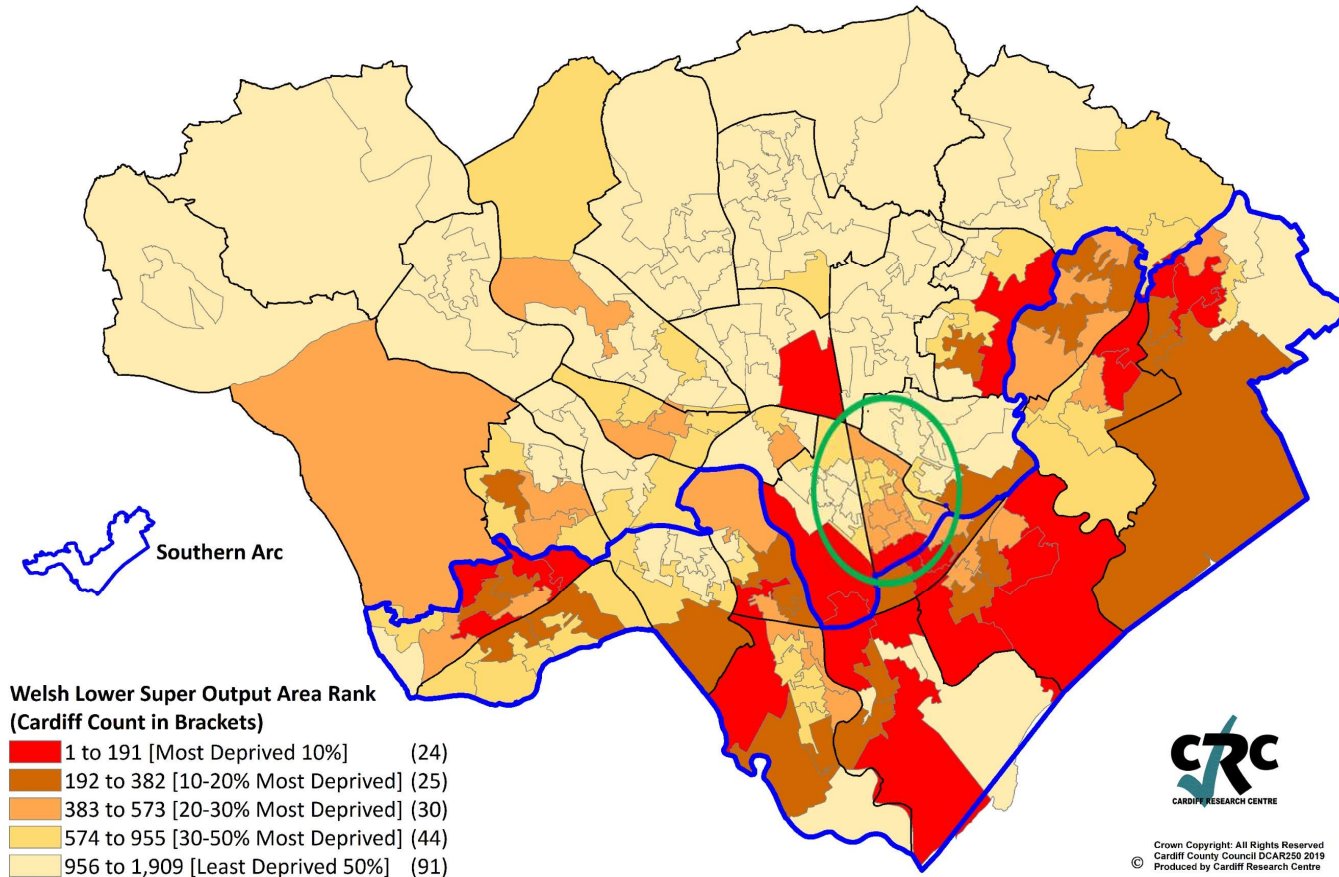 Southern Arc
Welsh Lower Super Output Area Rank
(Cardiff Count in Brackets)
1 to 191 [Most Deprived 10%] (24)
192 to 382 [10-20% Most Deprived] (25)
383 to 573 [20-30% Most Deprived] (30)
574 to 955 [30-50% Most Deprived] (44)
956 to 1,909 [Least Deprived 50%] (91)
CRC
CARDIFF RESEARCH CENTRE
Crown Copyright: All Rights Reserved
© Cardiff County Council DCAR250 2019
Produced by Cardiff Research Centre